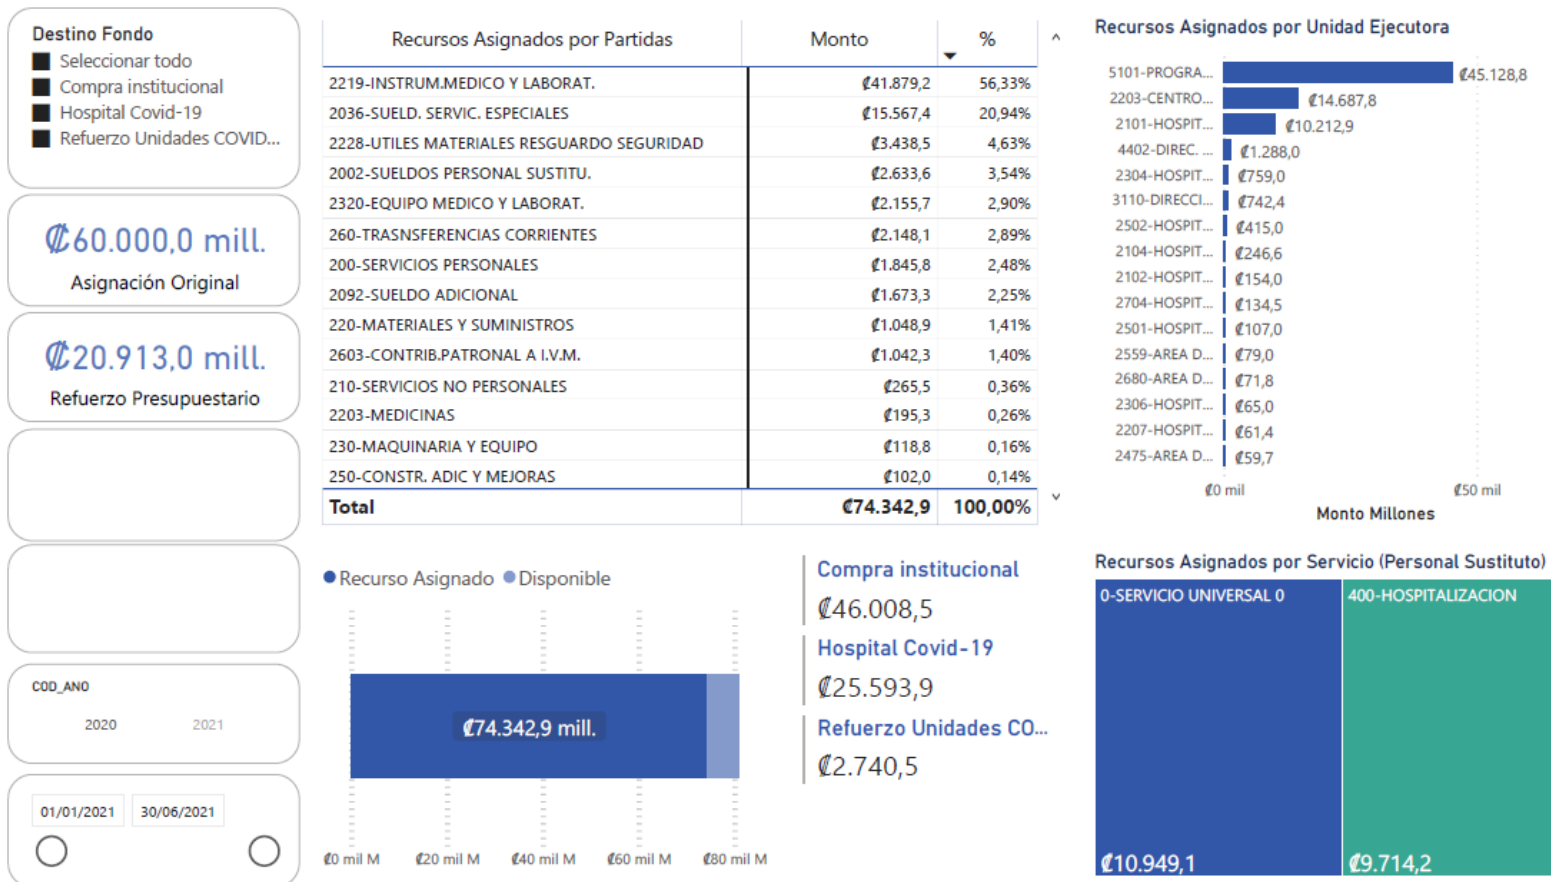 Destino Fondo
Seleccionar todo
Compra institucional
Hospital Covid-19
Refuerzo Unidades COVID...
₡60.000,0 mill.
Asignación Original
₡20.913,0 mill.
Refuerzo Presupuestario
COD_ANO
2020 2021
01/01/2021 30/06/2021
Recursos Asignados por Partidas Monto %
2219-INSTRUM.MEDICO Y LABORAT. ₡41.879,2 56,33%
2036-SUELD. SERVIC. ESPECIALES ₡15.567,4 20,94%
2228-UTILES MATERIALES RESGUARDO SEGURIDAD ₡3.438,5 4,63%
2002-SUELDOS PERSONAL SUSTITU. ₡2.633,6 3,54%
2320-EQUIPO MEDICO Y LABORAT. ₡2.155,7 2,90%
260-TRASNSFERENCIAS CORRIENTES ₡2.148,1 2,89%
200-SERVICIOS PERSONALES ₡1.845,8 2,48%
2092-SUELDO ADICIONAL ₡1.673,3 2,25%
220-MATERIALES Y SUMINISTROS ₡1.048,9 1,41%
2603-CONTRIB.PATRONAL A I.V.M. ₡1.042,3 1,40%
210-SERVICIOS NO PERSONALES ₡265,5 0,36%
2203-MEDICINAS ₡195,3 0,26%
230-MAQUINARIA Y EQUIPO ₡118,8 0,16%
250-CONSTR. ADIC Y MEJORAS ₡102,0 0,14%
Total ₡74.342,9 100,00%
Recurso Asignado Disponible
₡74.342,9 mill.
₡0 mil M ₡20 mil M ₡40 mil M ₡60 mil M ₡80 mil M
Compra institucional
₡46.008,5
Hospital Covid-19
₡25.593,9
Refuerzo Unidades CO...
₡2.740,5
Recursos Asignados por Unidad Ejecutora
5101-PROGRA... ₡45.128,8
2203-CENTRO... ₡14.687,8
2101-HOSPIT... ₡10.212,9
4402-DIREC. ... ₡1.288,0
2304-HOSPIT... ₡759,0
3110-DIRECCI... ₡742,4
2502-HOSPIT... ₡415,0
2104-HOSPIT... ₡246,6
2102-HOSPIT... ₡154,0
2704-HOSPIT... ₡134,5
2501-HOSPIT... ₡107,0
2559-AREA D... ₡79,0
2680-AREA D... ₡71,8
2306-HOSPIT... ₡65,0
2207-HOSPIT... ₡61,4
2475-AREA D... ₡59,7
₡0 mil ₡50 mil
Monto Millones
Recursos Asignados por Servicio (Personal Sustituto)
0-SERVICIO UNIVERSAL 0 400-HOSPITALIZACION
₡10.949,1 ₡9.714,2